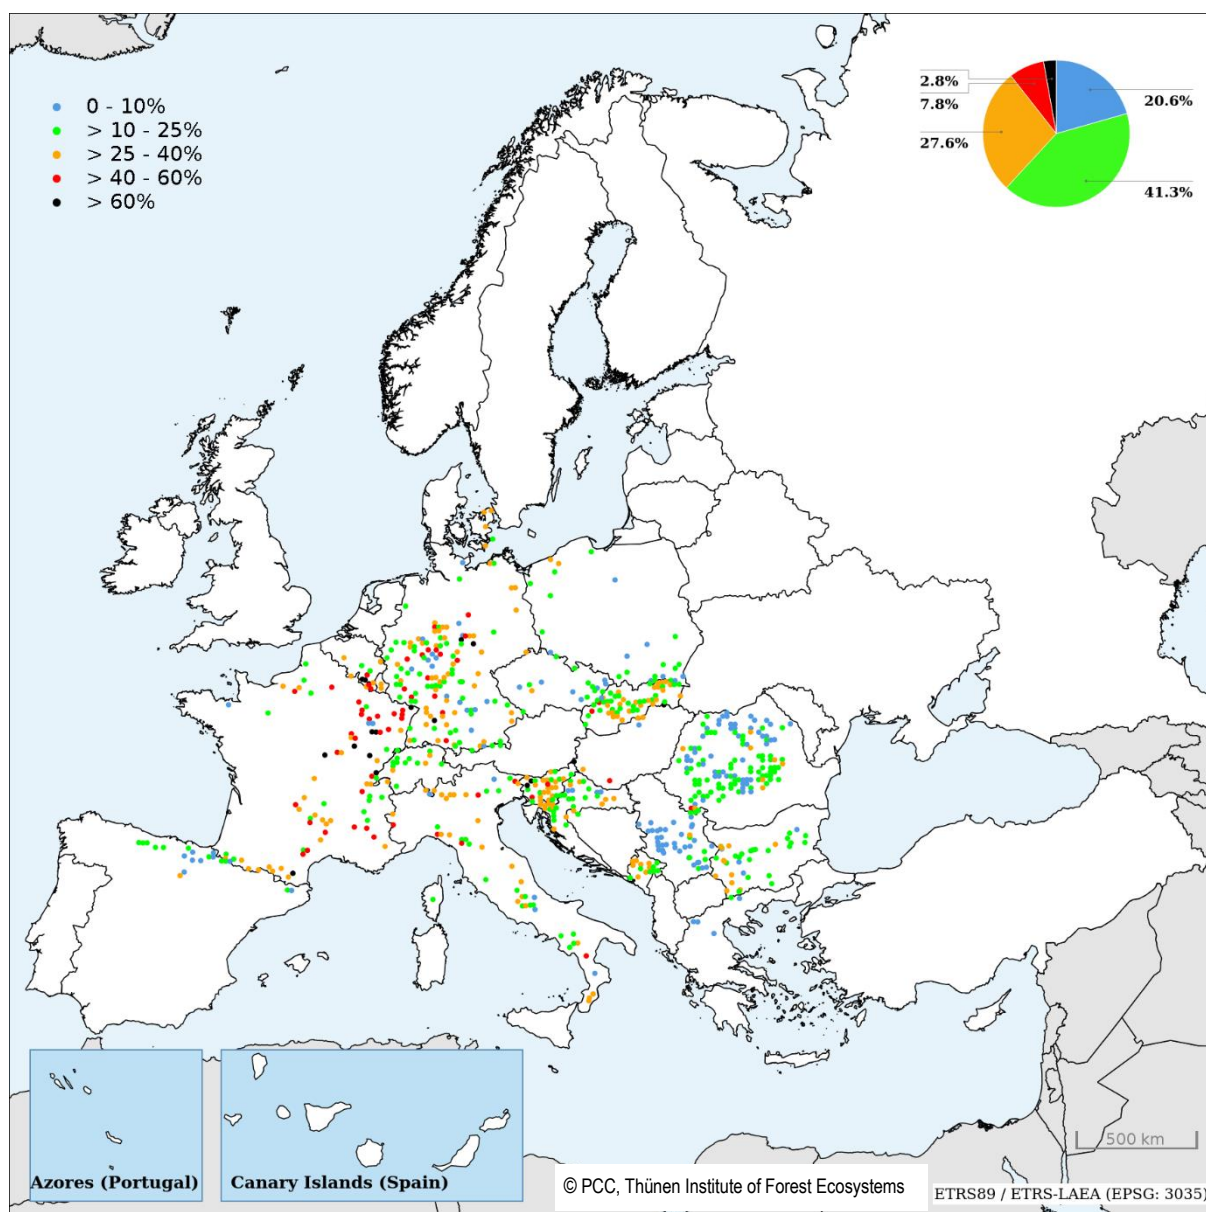 0 - 10%
> 10 - 25%
> 25 - 40%
> 40 - 60%
> 60%
2.8%
7.8%
20.6%
27.6%
41.3%
500 km
Azores (Portugal)
Canary Islands (Spain)
© PCC, Thünen Institute of Forest Ecosystems
ETRS89 / ETRS-LAEA (EPSG: 3035)